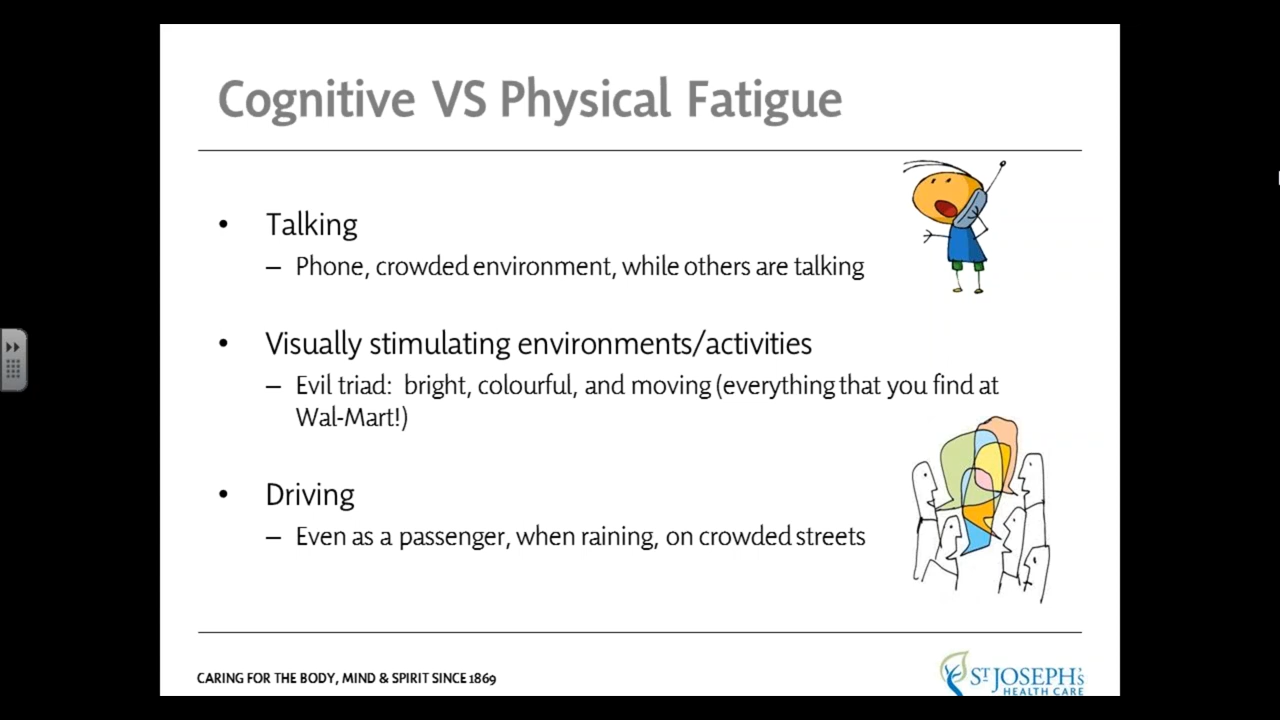 Cognitive VS Physical Fatigue
• Talking
– Phone, crowded environment, while others are talking
• Visually stimulating environments/activities
– Evil triad: bright, colourful, and moving (everything that you find at
Wal-Mart!)
• Driving
– Even as a passenger, when raining, on crowded streets
CARING FOR THE BODY, MIND & SPIRIT SINCE 1869
ST JOSEPH'S
HEALTH CARE